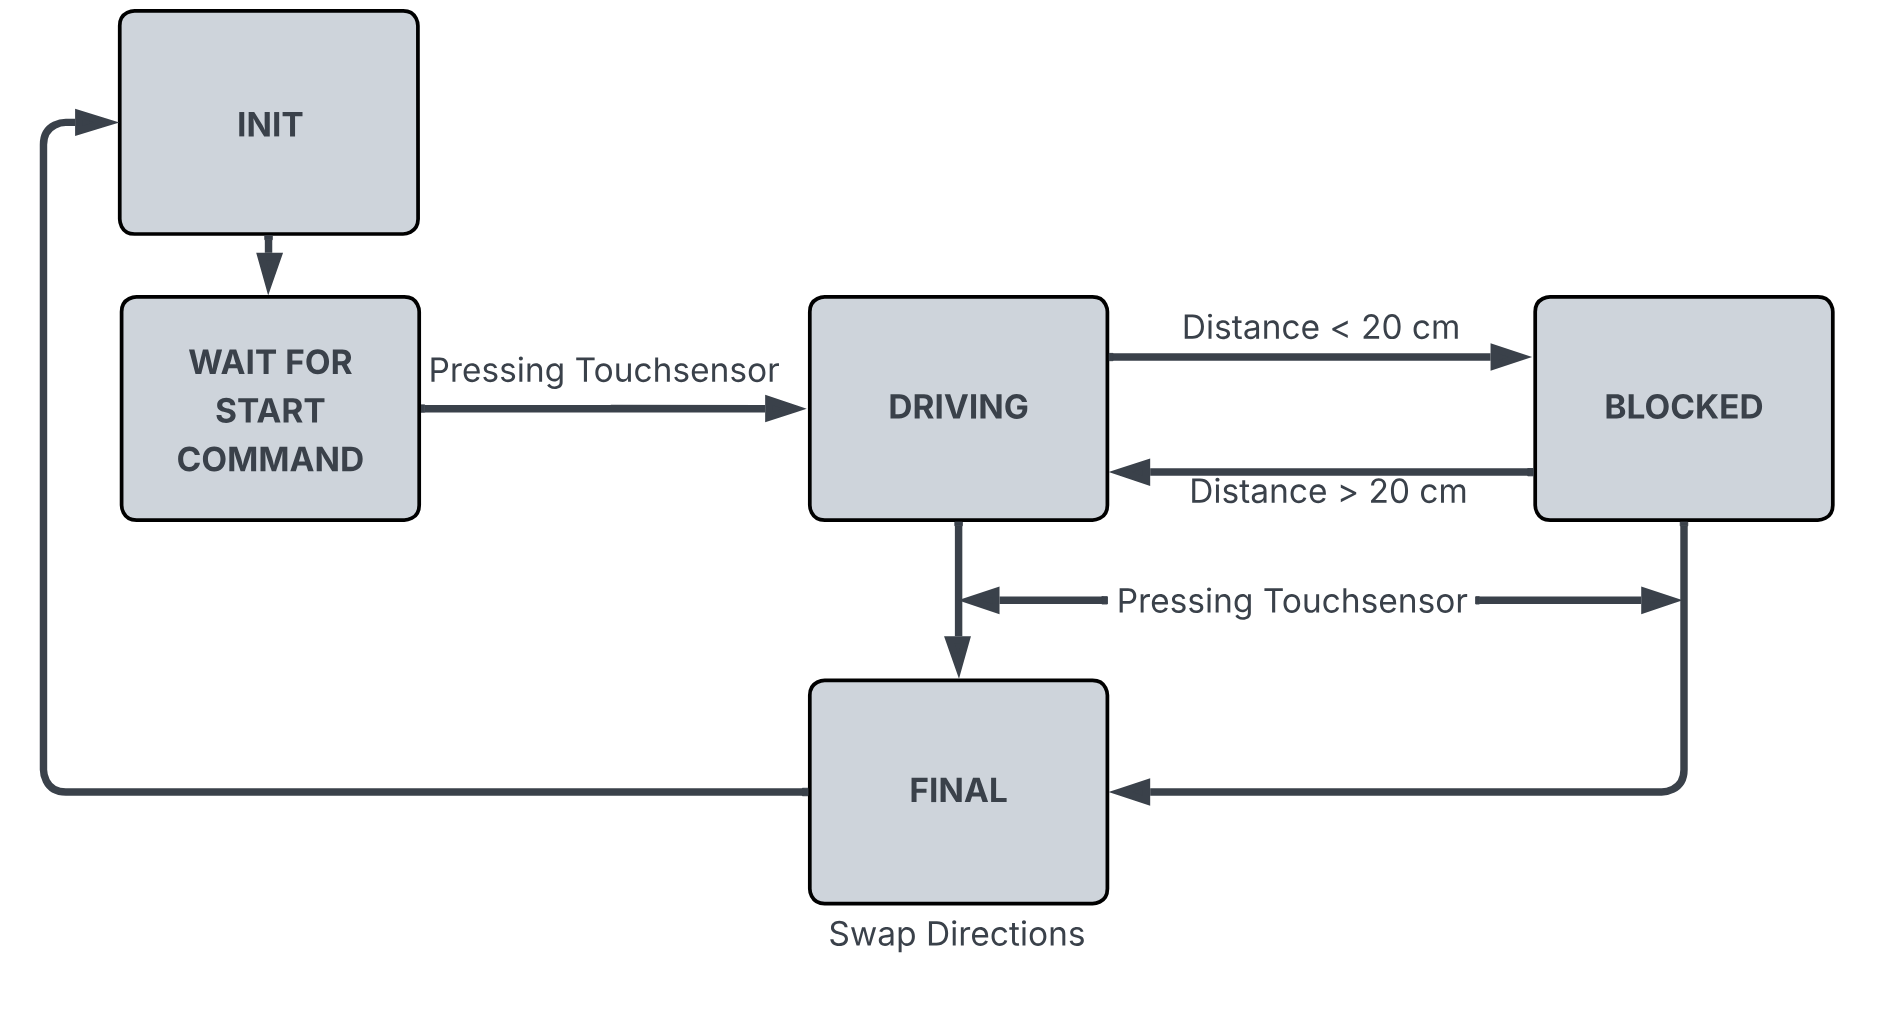 INIT
WAIT FOR
START
COMMAND
Pressing Touchsensor
DRIVING
Distance < 20 cm
BLOCKED
Distance > 20 cm
Pressing Touchsensor
FINAL
Swap Directions